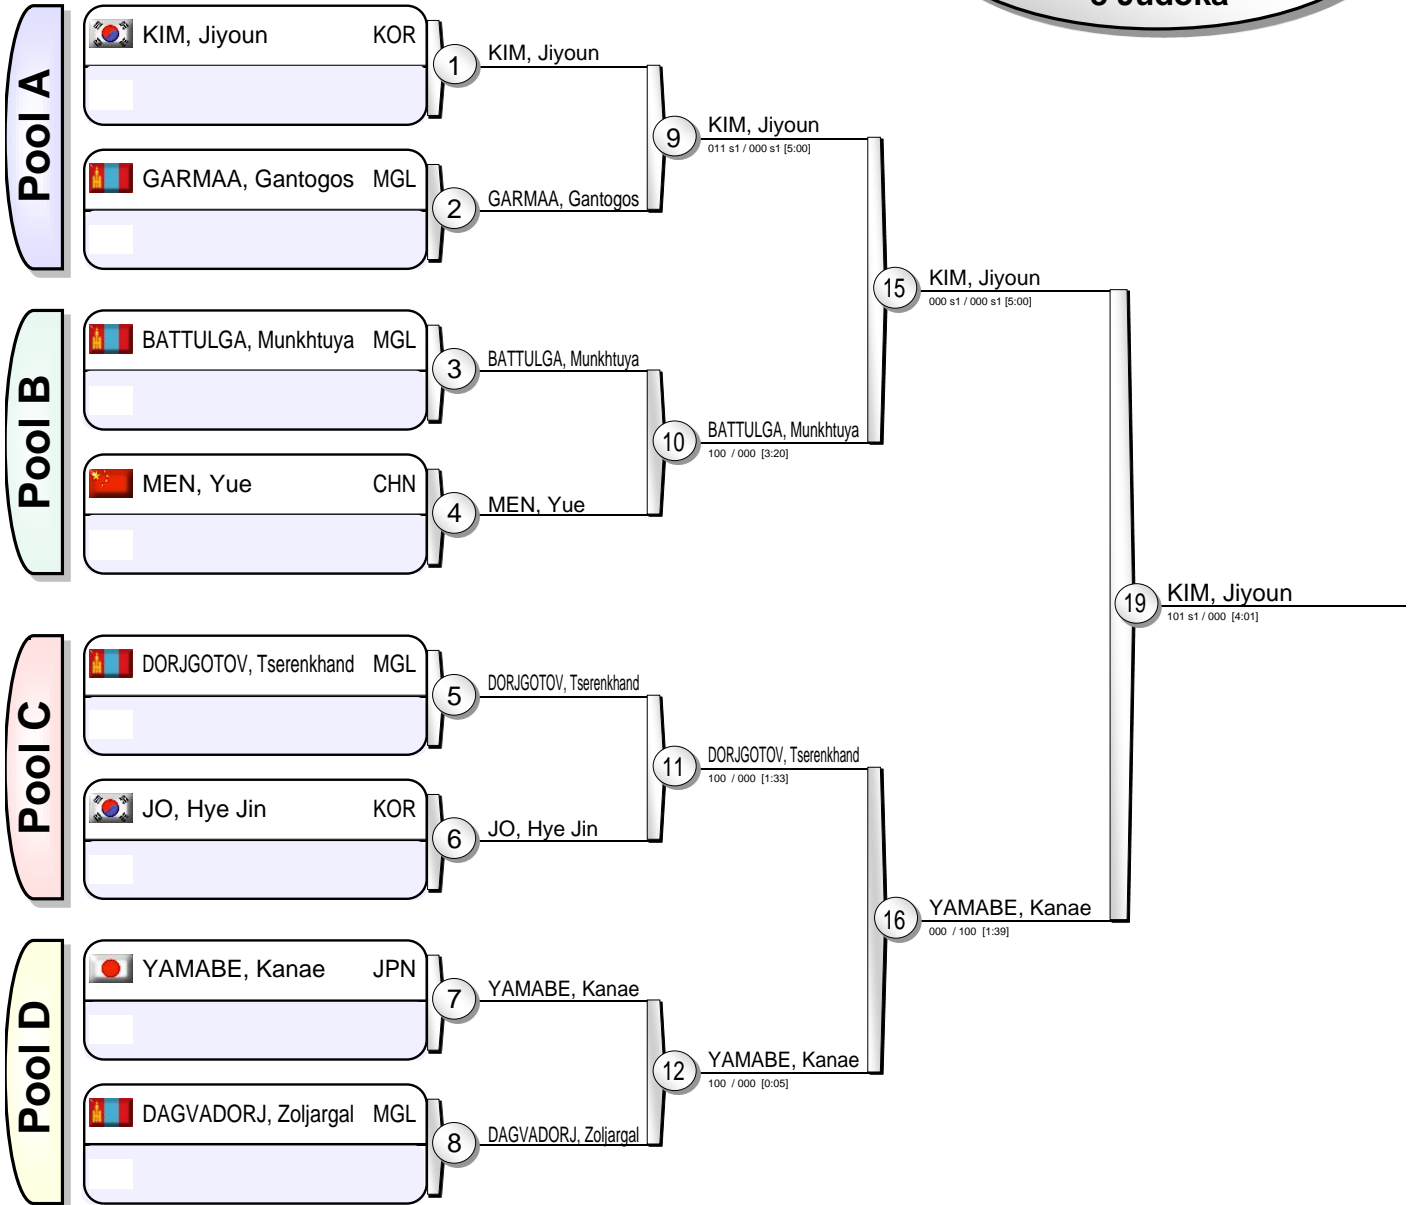 8 Judoka
Pool A
KIM, Jiyoun KOR
1
KIM, Jiyoun
GARMAA, Gantogos MGL
2
GARMAA, Gantogos
9
KIM, Jiyoun
011 s1 / 000 s1 [5:00]
Pool B
BATTULGA, Munkhtuya MGL
3
BATTULGA, Munkhtuya
MEN, Yue CHN
4
MEN, Yue
10
BATTULGA, Munkhtuya
100 / 000 [3:20]
15
KIM, Jiyoun
000 s1 / 000 s1 [5:00]
Pool C
DORJGOTOV, Tserenkhand MGL
5
DORJGOTOV, Tserenkhand
JO, Hye Jin KOR
6
JO, Hye Jin
11
DORJGOTOV, Tserenkhand
100 / 000 [1:33]
Pool D
YAMABE, Kanae JPN
7
YAMABE, Kanae
DAGVADORJ, Zoljargal MGL
8
DAGVADORJ, Zoljargal
12
YAMABE, Kanae
100 / 000 [0:05]
16
YAMABE, Kanae
000 / 100 [1:39]
19
KIM, Jiyoun
101 s1 / 000 [4:01]